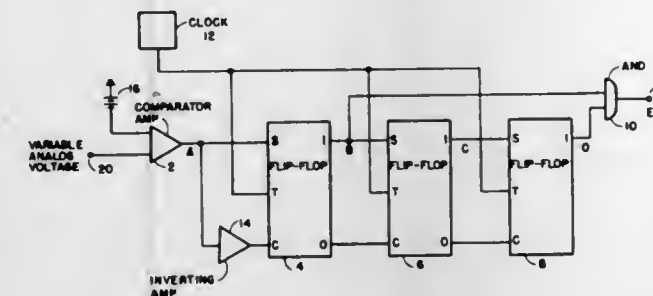 CLOCK
12
AND
16
COMPARATOR
AMP
E
10
VARIABLE
ANALOG
VOLTAGE
20
2
A
S
1
B
S
1
C
S
1
D
FLIP-FLOP
FLIP-FLOP
FLIP-FLOP
T
T
T
14
C
0
C
0
C
4
6
8
INVERTING
AMP